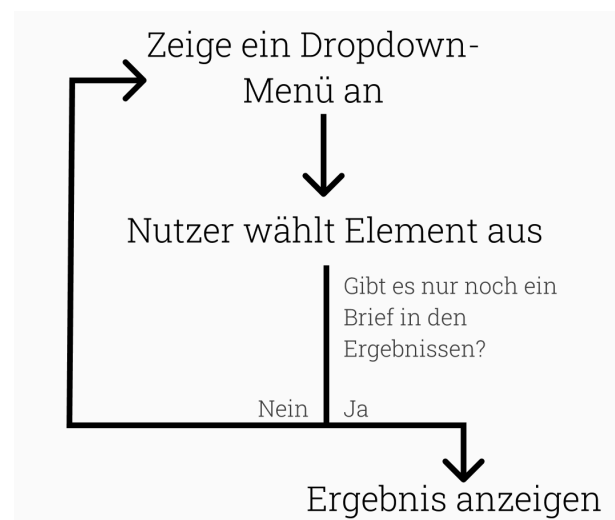 Zeige ein Dropdown-
Menü an
Nutzer wählt Element aus
Gibt es nur noch ein
Brief in den
Ergebnissen?
Nein
Ja
Ergebnis anzeigen